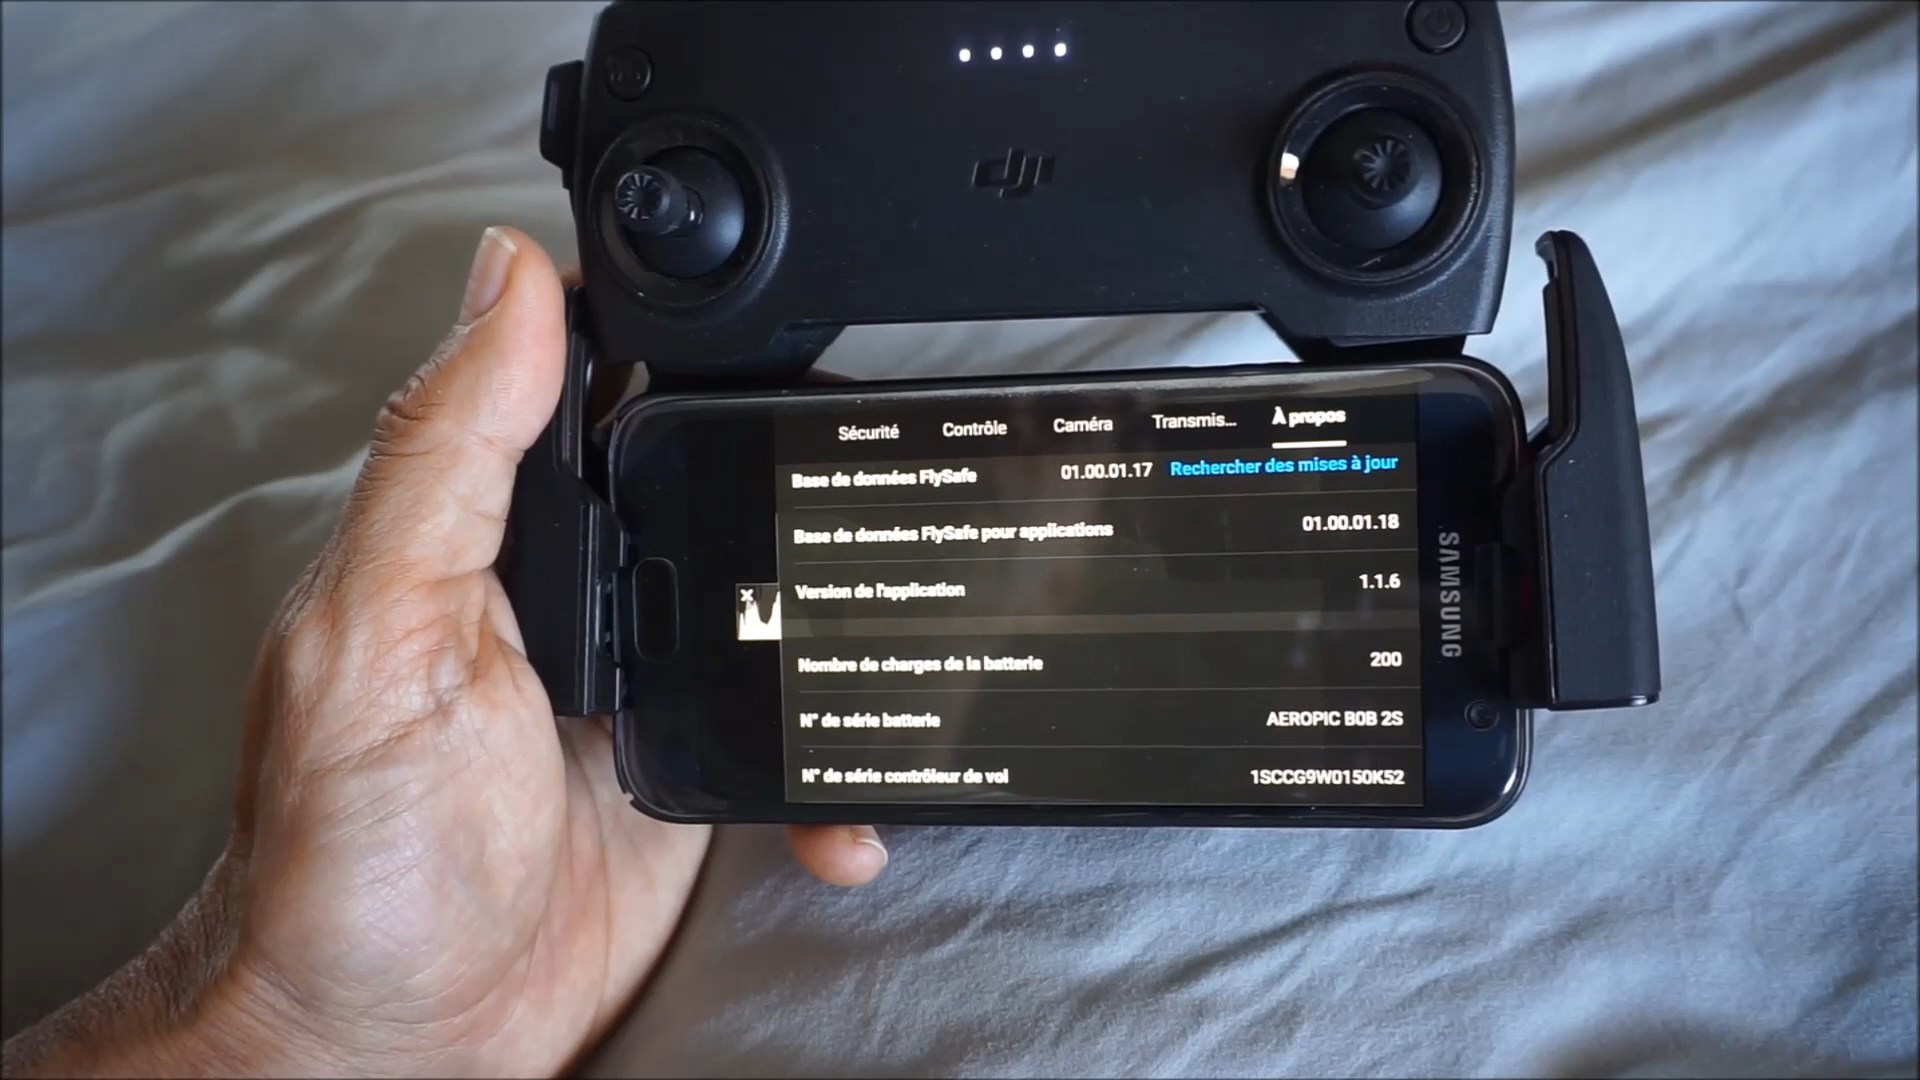 dji
Sécurité Contrôle Caméra Transmis... À propos
Base de données FlySafe 01.00.01.17 Rechercher des mises à jour
Base de données FlySafe pour applications 01.00.01.18
Version de l'application 1.1.6
Nombre de charges de la batterie 200
N° de série batterie AEROPIC B0B 2S
N° de série contrôleur de vol 1SCCG9W0150K52
SAMSUNG